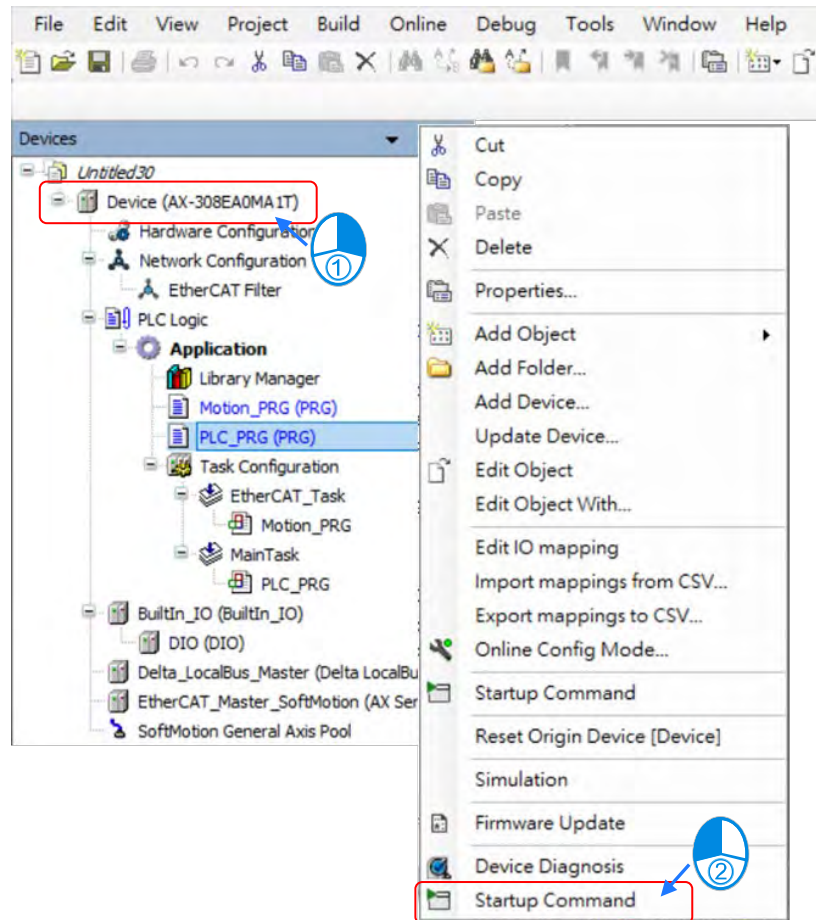 File Edit View Project Build Online Debug Tools Window Help
Devices
Untitled30
Device (AX-308EA0MA1T)
Hardware Configuration
Network Configuration
EtherCAT Filter
PLC Logic
Application
Library Manager
Motion_PRG (PRG)
PLC_PRG (PRG)
Task Configuration
EtherCAT_Task
Motion_PRG
MainTask
PLC_PRG
BuiltIn_IO (BuiltIn_IO)
DIO (DIO)
Delta_LocalBus_Master (Delta LocalBu
EtherCAT_Master_SoftMotion (AX Ser
SoftMotion General Axis Pool
①
Cut
Copy
Paste
Delete
Properties...
Add Object
Add Folder...
Add Device...
Update Device...
Edit Object
Edit Object With...
Edit IO mapping
Import mappings from CSV...
Export mappings to CSV...
Online Config Mode...
Startup Command
Reset Origin Device [Device]
Simulation
Firmware Update
Device Diagnosis
②
Startup Command